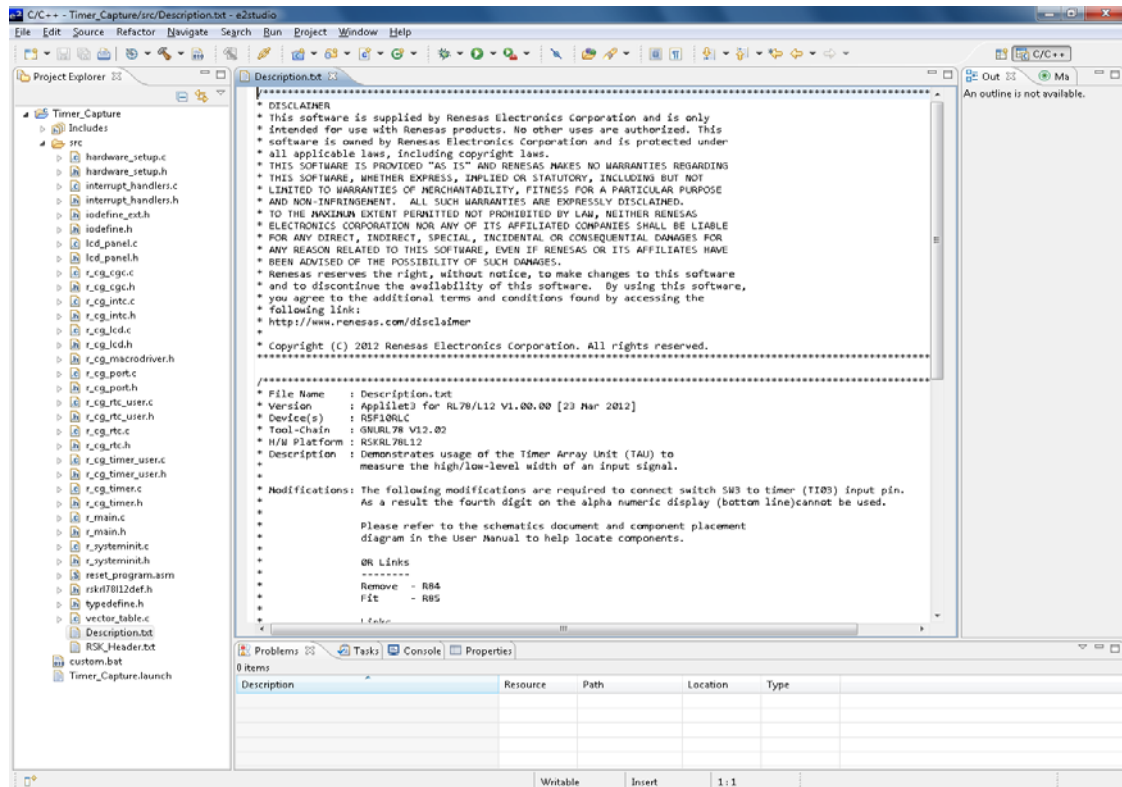 C/C++ - Timer_Capture/src/Description.txt - e2studio
File Edit Source Refactor Navigate Search Run Project Window Help
C/C++
Project Explorer
Timer_Capture
Includes
src
hardware_setup.c
hardware_setup.h
interrupt_handlers.c
interrupt_handlers.h
iodefine_ext.h
iodefine.h
lcd_panel.c
lcd_panel.h
r_cg_cgc.c
r_cg_cgc.h
r_cg_intc.c
r_cg_intc.h
r_cg_lcd.c
r_cg_lcd.h
r_cg_macrodriver.h
r_cg_port.c
r_cg_port.h
r_cg_rtc_user.c
r_cg_rtc_user.h
r_cg_rtc.c
r_cg_rtc.h
r_cg_timer_user.c
r_cg_timer_user.h
r_cg_timer.c
r_cg_timer.h
r_main.c
r_main.h
r_systeminit.c
r_systeminit.h
reset_program.asm
rskrl78l12def.h
typedefine.h
vector_table.c
Description.txt
RSK_Header.txt
custom.bat
Timer_Capture.launch
Description.txt
/***********************************************************************************************
* DISCLAIMER
* This software is supplied by Renesas Electronics Corporation and is only
* intended for use with Renesas products. No other uses are authorized. This
* software is owned by Renesas Electronics Corporation and is protected under
* all applicable laws, including copyright laws.
* THIS SOFTWARE IS PROVIDED "AS IS" AND RENESAS MAKES NO WARRANTIES REGARDING
* THIS SOFTWARE, WHETHER EXPRESS, IMPLIED OR STATUTORY, INCLUDING BUT NOT
* LIMITED TO WARRANTIES OF MERCHANTABILITY, FITNESS FOR A PARTICULAR PURPOSE
* AND NON-INFRINGEMENT. ALL SUCH WARRANTIES ARE EXPRESSLY DISCLAIMED.
* TO THE MAXIMUM EXTENT PERMITTED NOT PROHIBITED BY LAW, NEITHER RENESAS
* ELECTRONICS CORPORATION NOR ANY OF ITS AFFILIATED COMPANIES SHALL BE LIABLE
* FOR ANY DIRECT, INDIRECT, SPECIAL, INCIDENTAL OR CONSEQUENTIAL DAMAGES FOR
* ANY REASON RELATED TO THIS SOFTWARE, EVEN IF RENESAS OR ITS AFFILIATES HAVE
* BEEN ADVISED OF THE POSSIBILITY OF SUCH DAMAGES.
* Renesas reserves the right, without notice, to make changes to this software
* and to discontinue the availability of this software. By using this software,
* you agree to the additional terms and conditions found by accessing the
* following link:
* http://www.renesas.com/disclaimer
*
* Copyright (C) 2012 Renesas Electronics Corporation. All rights reserved.
************************************************************************************************
/***********************************************************************************************
* File Name : Description.txt
* Version : Applilet3 for RL78/L12 V1.00.00 [23 Mar 2012]
* Device(s) : R5F10RLC
* Tool-Chain : GNURL78 V12.02
* H/W Platform : RSKRL78L12
* Description : Demonstrates usage of the Timer Array Unit (TAU) to
* measure the high/low-level width of an input signal.
*
* Modifications: The following modifications are required to connect switch SW3 to timer (TI03) input pin.
* As a result the fourth digit on the alpha numeric display (bottom line)cannot be used.
*
* Please refer to the schematics document and component placement
* diagram in the User Manual to help locate components.
*
* 0R Links
* --------
* Remove - R84
* Fit - R85
*
* Links
Out
Ma
An outline is not available.
Problems Tasks Console Properties
0 items
Description Resource Path Location Type
Writable Insert 1:1